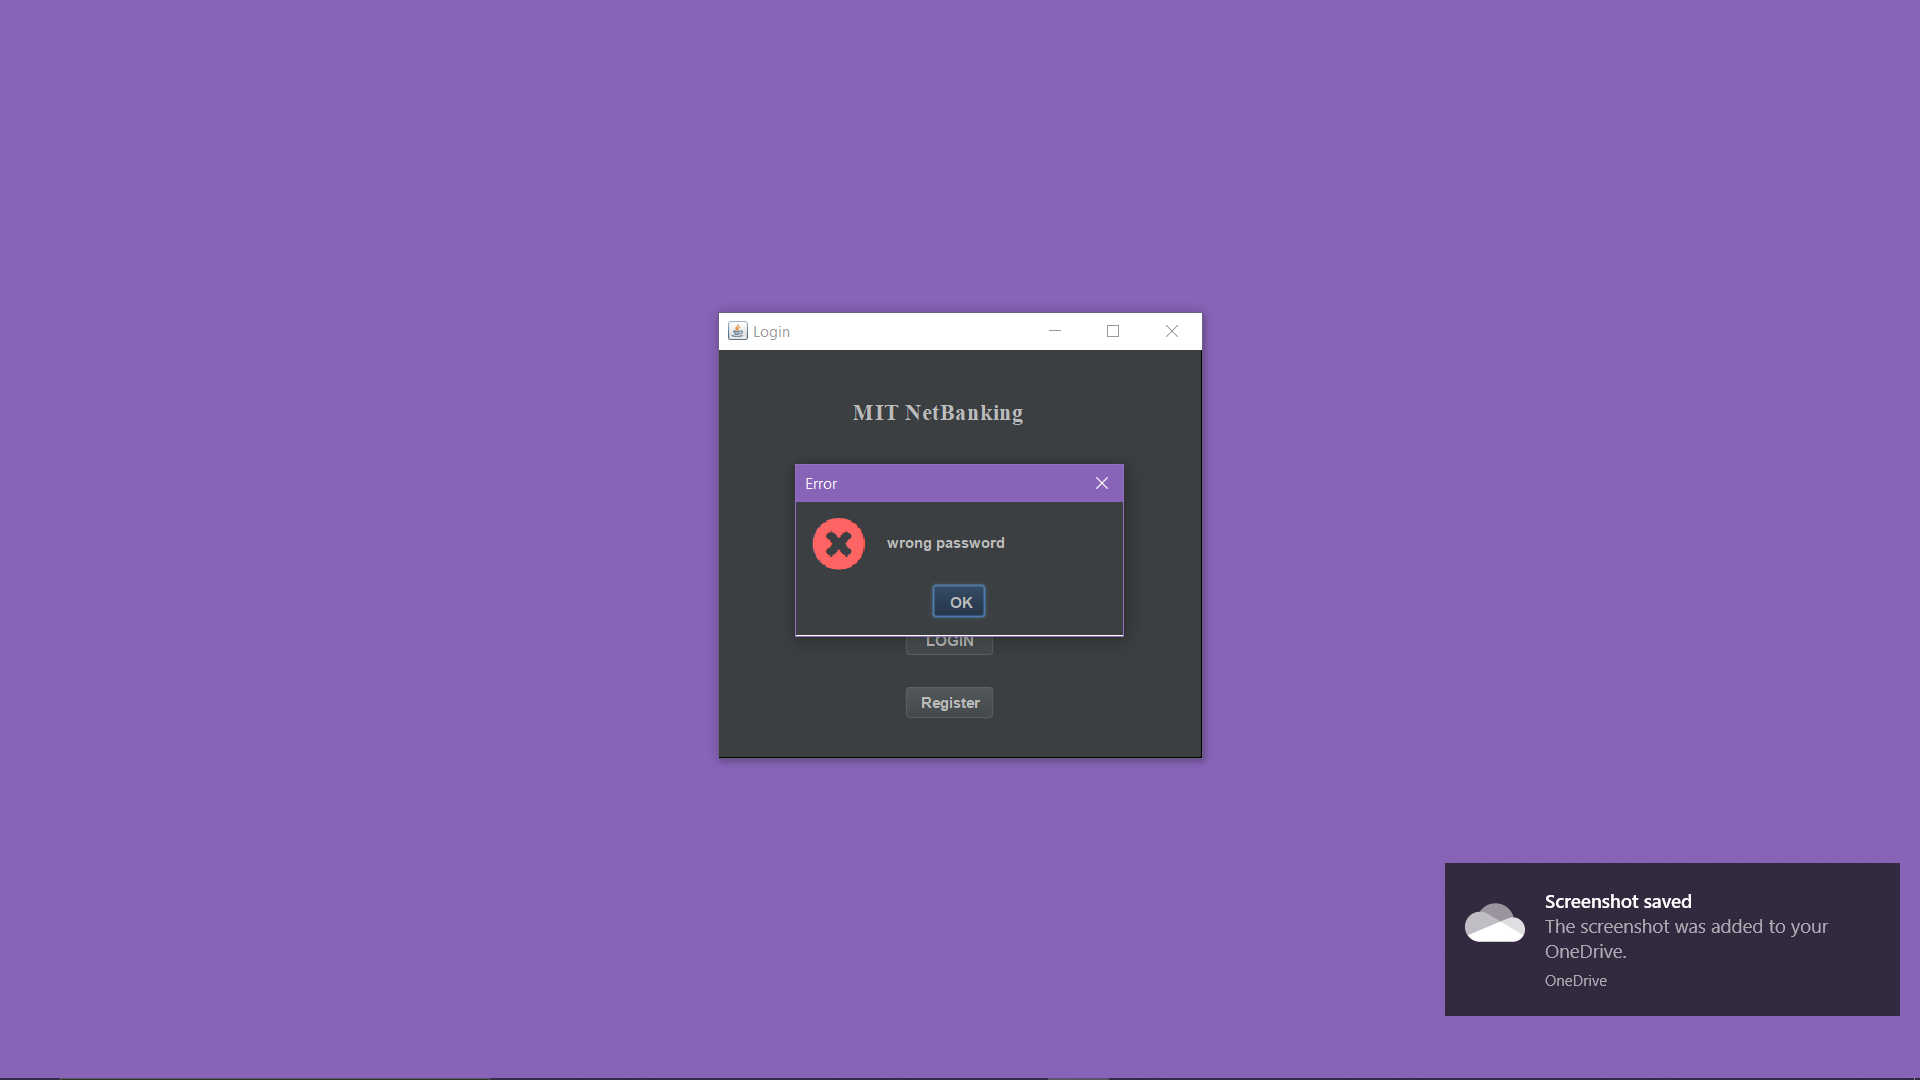 Login
MIT NetBanking
Error
wrong password
OK
LOGIN
Register
Screenshot saved
The screenshot was added to your
OneDrive.
OneDrive